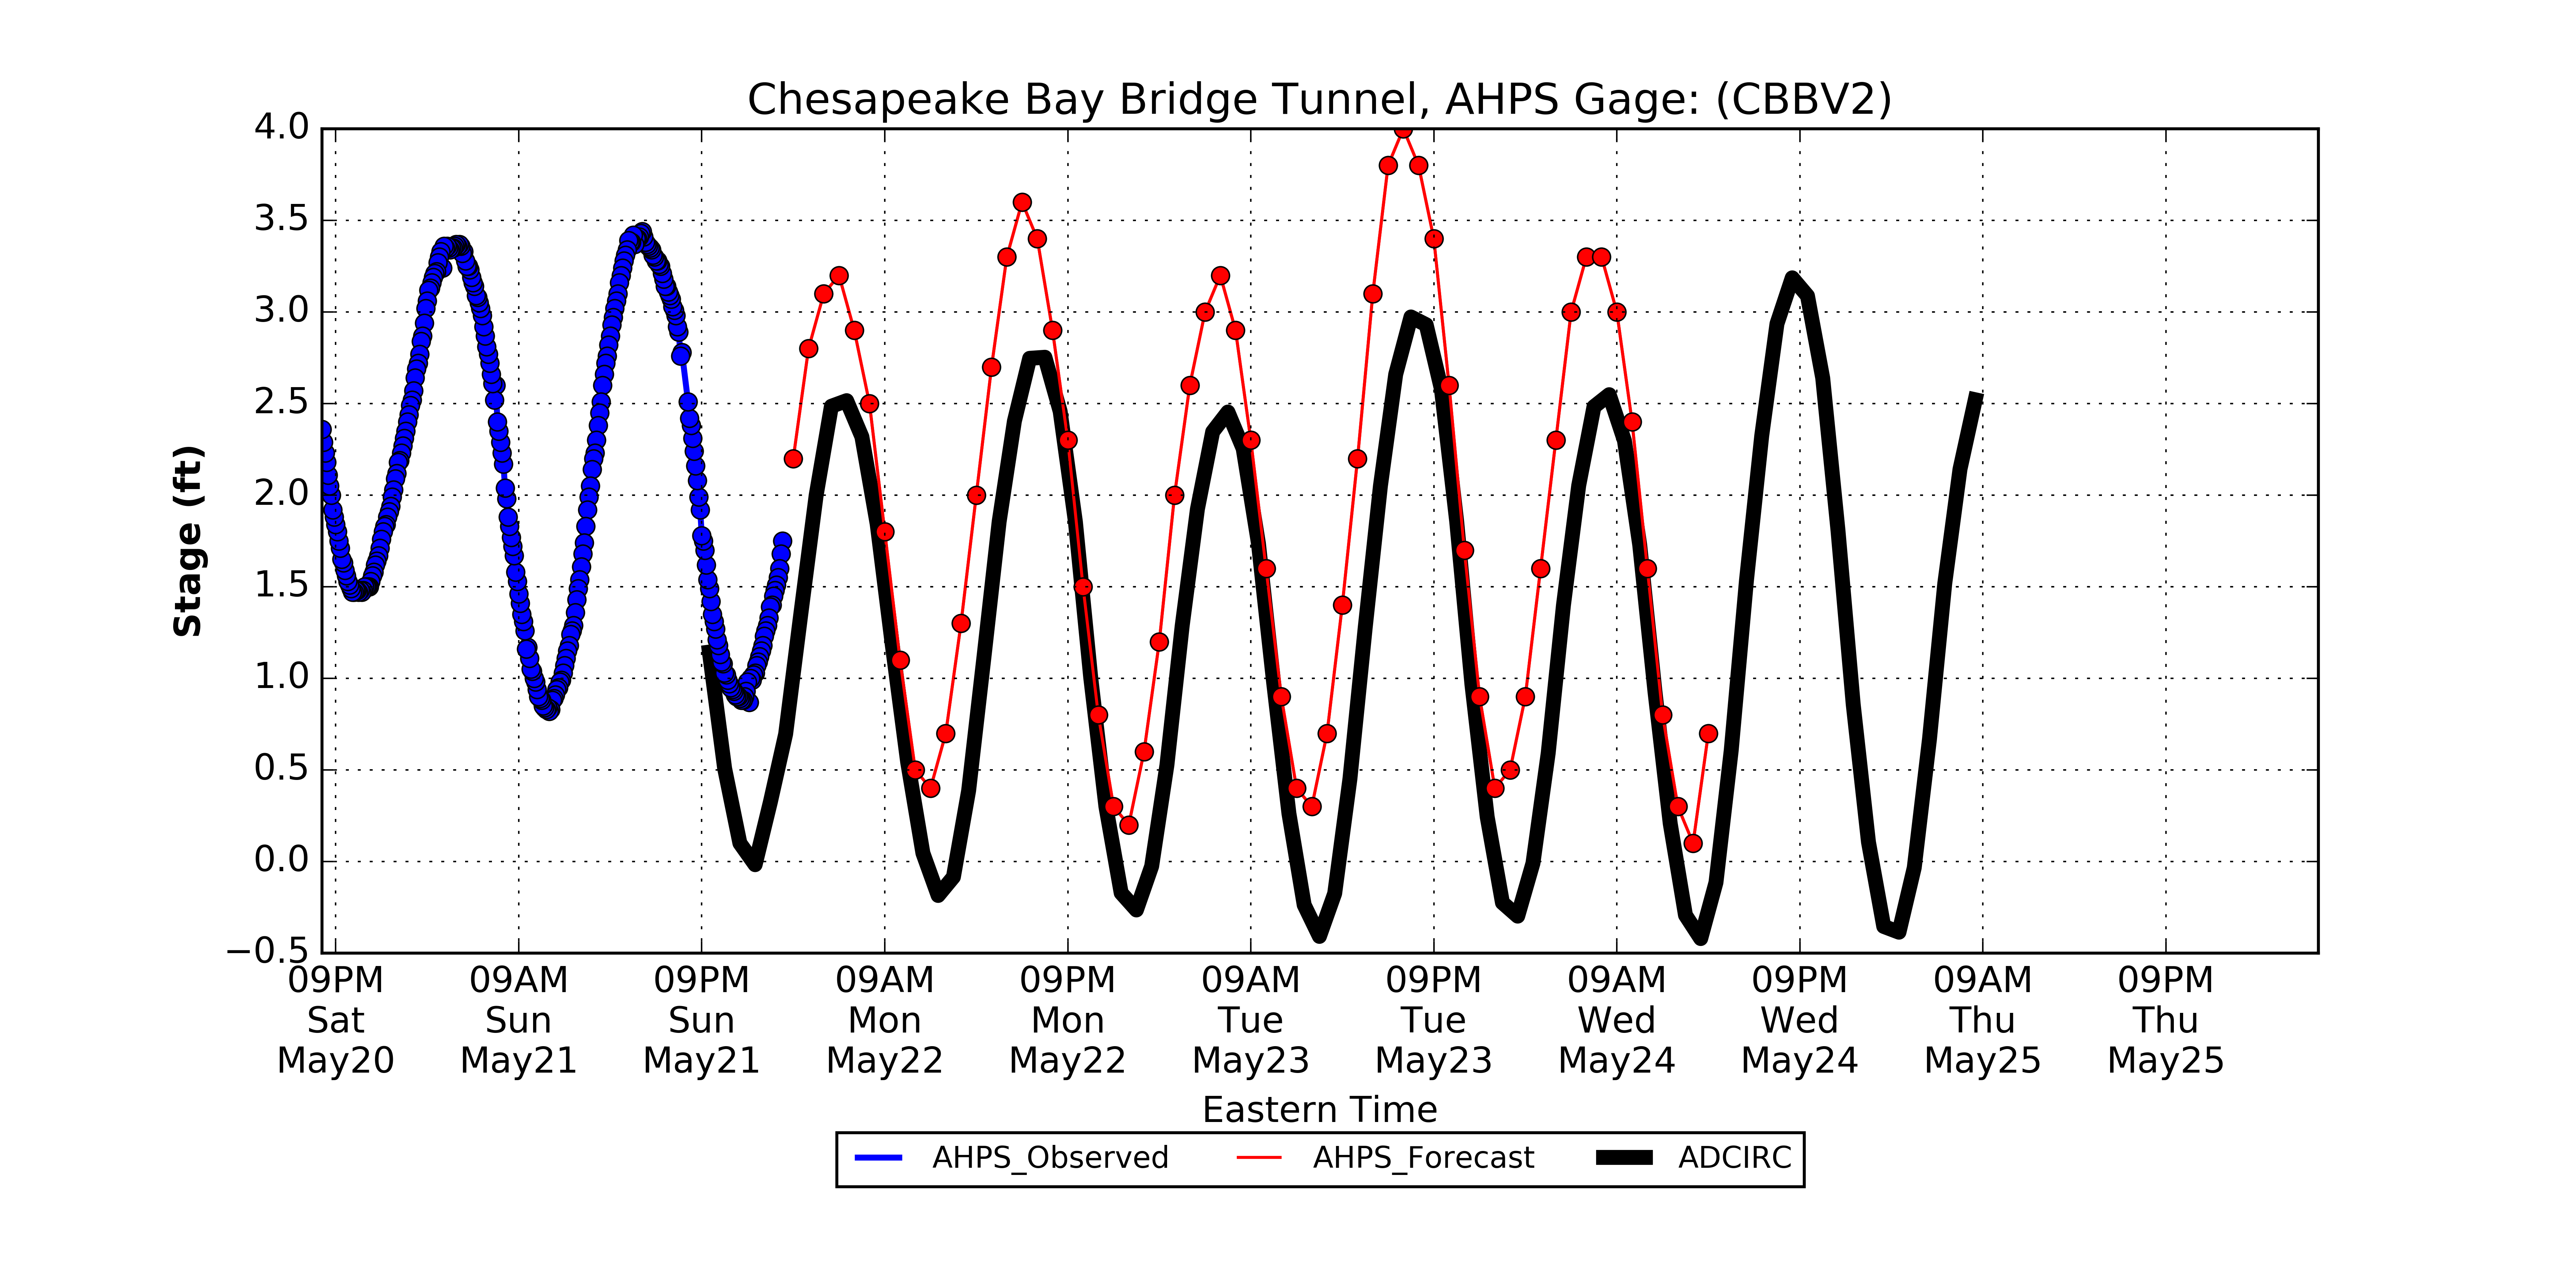 Chesapeake Bay Bridge Tunnel, AHPS Gage: (CBBV2)
4.0
3.5
3.0
2.5
2.0
1.5
1.0
0.5
0.0
−0.5
Stage (ft)
09PM 09AM 09PM 09AM 09PM 09AM 09PM 09AM 09PM 09AM 09PM
Sat Sun Sun Mon Mon Tue Tue Wed Wed Thu Thu
May20 May21 May21 May22 May22 May23 May23 May24 May24 May25 May25
Eastern Time
AHPS_Observed AHPS_Forecast ADCIRC